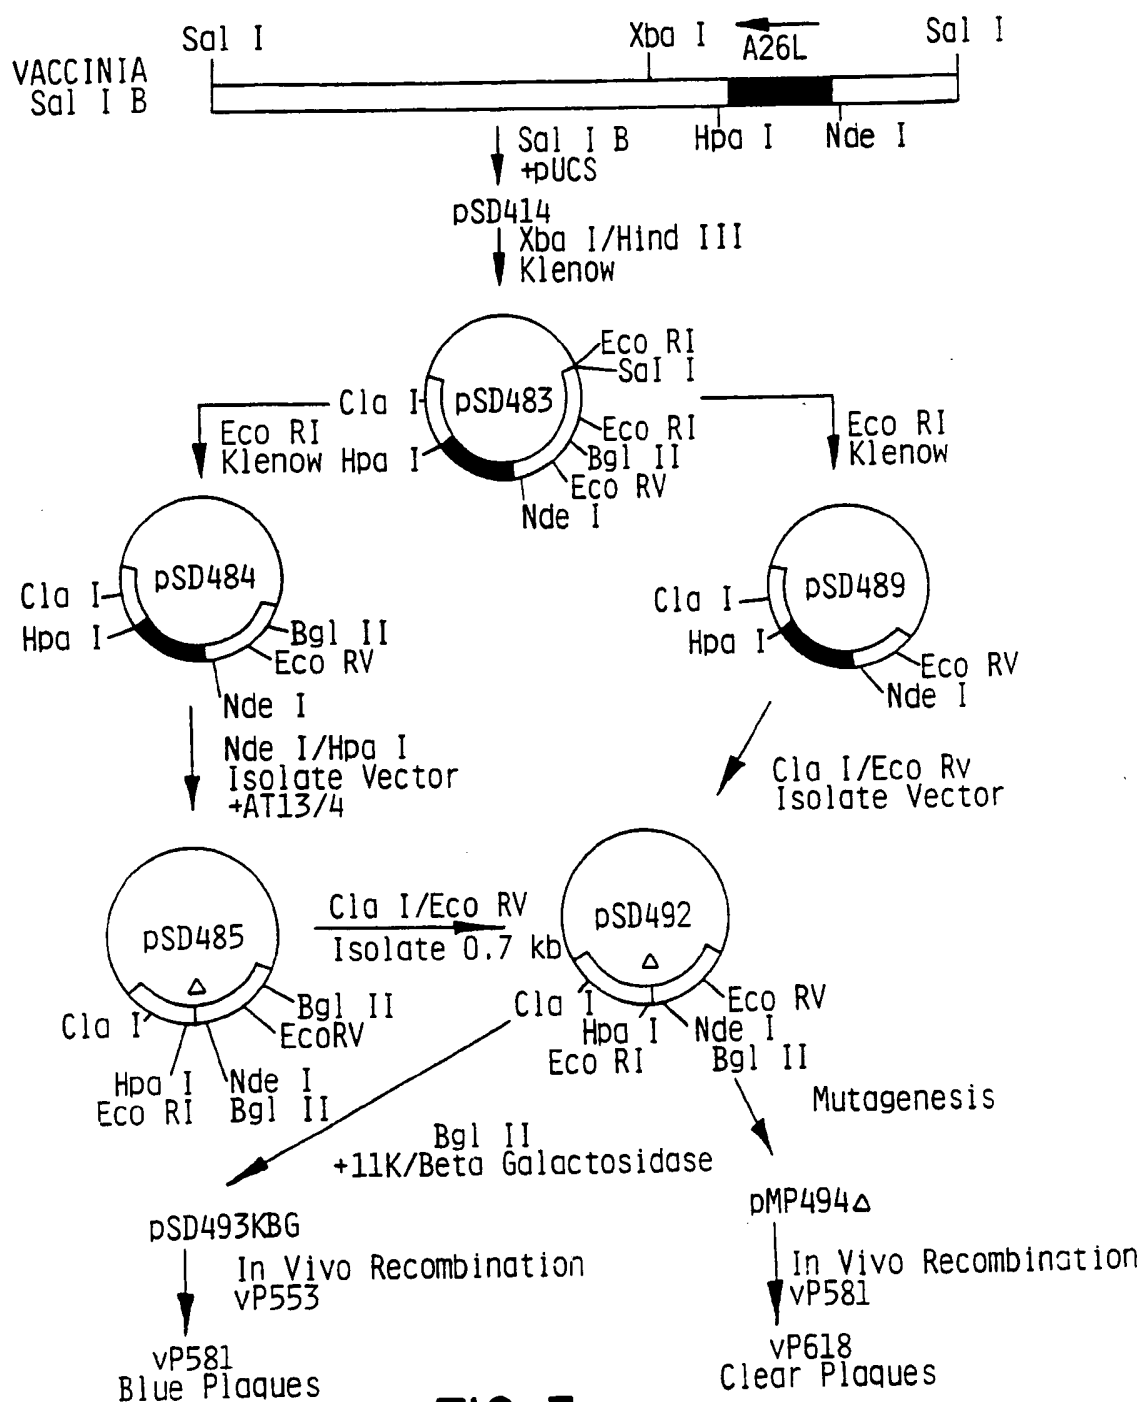 Sal I
Xba I
A26L
Sal I
VACCINIA
Sal I B
Hpa I
Nde I
Sal I B
+pUCS
pSD414
Xba I/Hind III
Klenow
Eco RI
Sal I
Cla I
pSD483
Eco RI
Klenow
Hpa I
Eco RI
Bgl II
Eco RV
Nde I
Eco RI
Klenow
pSD484
Cla I
Hpa I
Bgl II
Eco RV
Nde I
pSD489
Cla I
Hpa I
Eco RV
Nde I
Nde I/Hpa I
Isolate Vector
+AT13/4
Cla I/Eco Rv
Isolate Vector
pSD485
Cla I/Eco RV
Isolate 0.7 kb
pSD492
Cla I
Bgl II
EcoRV
Hpa I
Eco RI
Nde I
Bgl II
Cla I
Hpa I
Eco RI
Eco RV
Nde I
Bgl II
Mutagenesis
Bgl II
+11K/Beta Galactosidase
pSD493KBG
In Vivo Recombination
vP553
vP581
Blue Plaques
pMP494Δ
In Vivo Recombination
vP581
vP618
Clear Plaques